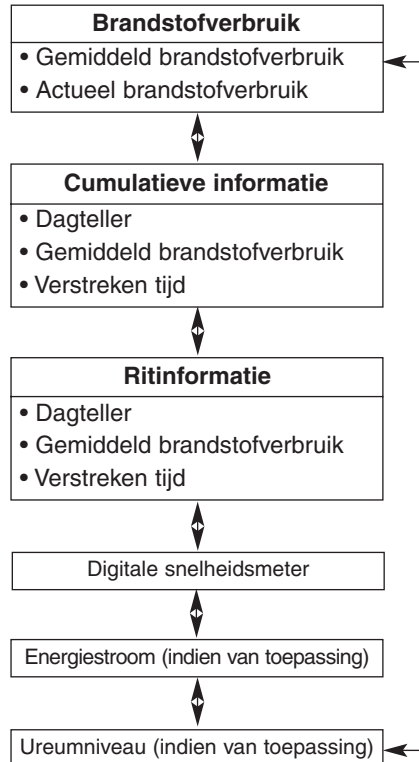 Brandstofverbruik
• Gemiddeld brandstofverbruik
• Actueel brandstofverbruik
Cumulatieve informatie
• Dagteller
• Gemiddeld brandstofverbruik
• Verstreken tijd
Ritinformatie
• Dagteller
• Gemiddeld brandstofverbruik
• Verstreken tijd
Digitale snelheidsmeter
Energiestroom (indien van toepassing)
Ureumniveau (indien van toepassing)